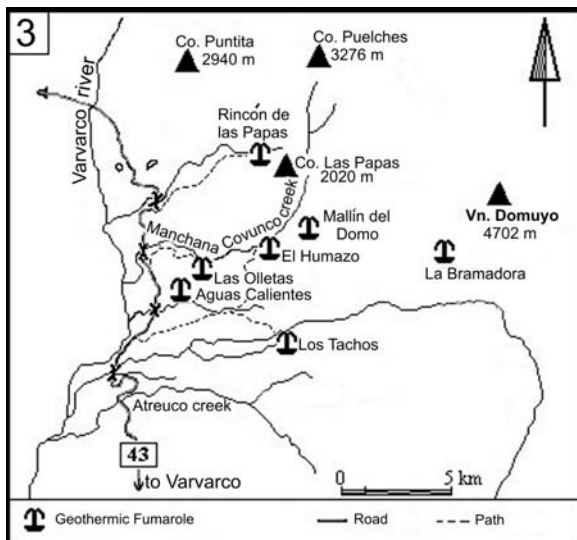 3
Co. Puntita
2940 m
Co. Puelches
3276 m
Varvarco river
Rincón de
las Papas
Co. Las Papas
2020 m
Vn. Domuyo
4702 m
Mallín del
Domo
Manchana Covunco creek
El Humazo
La Bramadora
Las Olletas
Aguas Calientes
Los Tachos
Atreuco creek
43
to Varvarco
0 5 km
Geothermic Fumarole Road Path